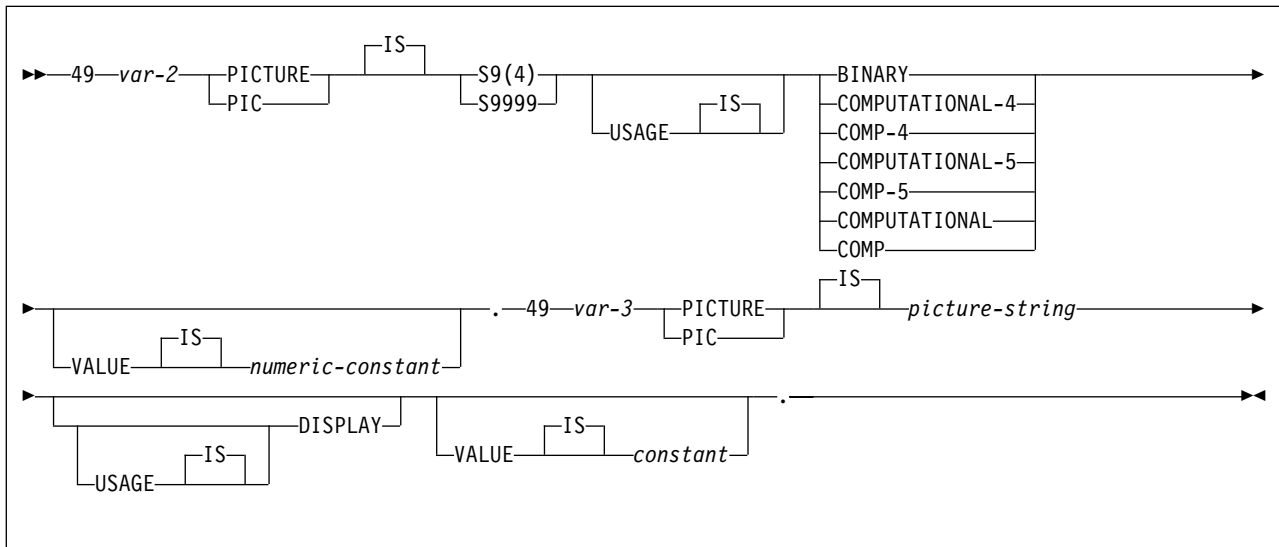 IS
49 var-2 PICTURE S9(4) BINARY
PIC S9999 COMPUTATIONAL-4
USAGE IS COMP-4
COMPUTATIONAL-5
COMP-5
COMPUTATIONAL
COMP
IS
. 49 var-3 PICTURE picture-string
IS PIC
VALUE numeric-constant
.
IS DISPLAY IS
USAGE VALUE constant